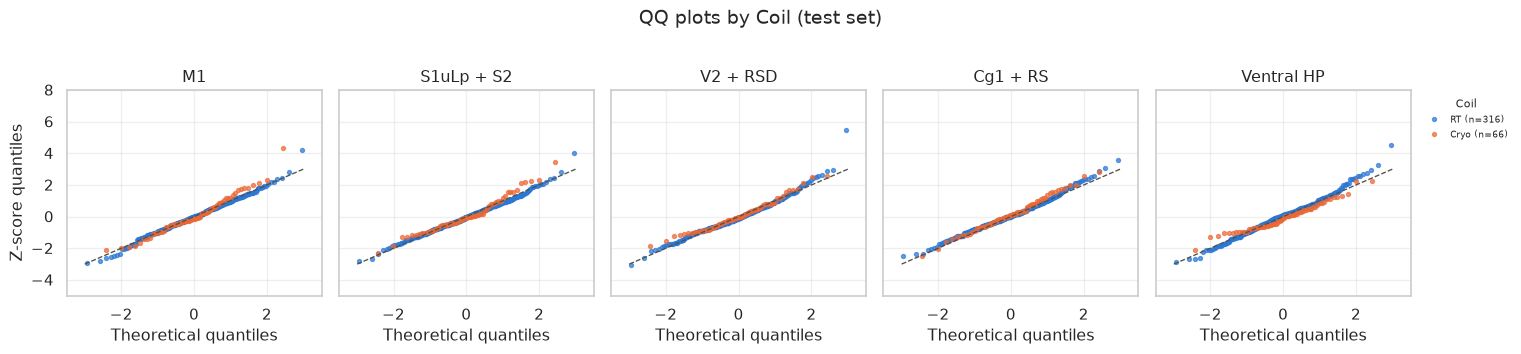 QQ plots by Coil (test set)
M1
S1uLp + S2
V2 + RSD
Cg1 + RS
Ventral HP
Z-score quantiles
8
6
4
2
0
−2
−4
−2 0 2
−2 0 2
−2 0 2
−2 0 2
−2 0 2
Theoretical quantiles
Theoretical quantiles
Theoretical quantiles
Theoretical quantiles
Theoretical quantiles
Coil
RT (n=316)
Cryo (n=66)